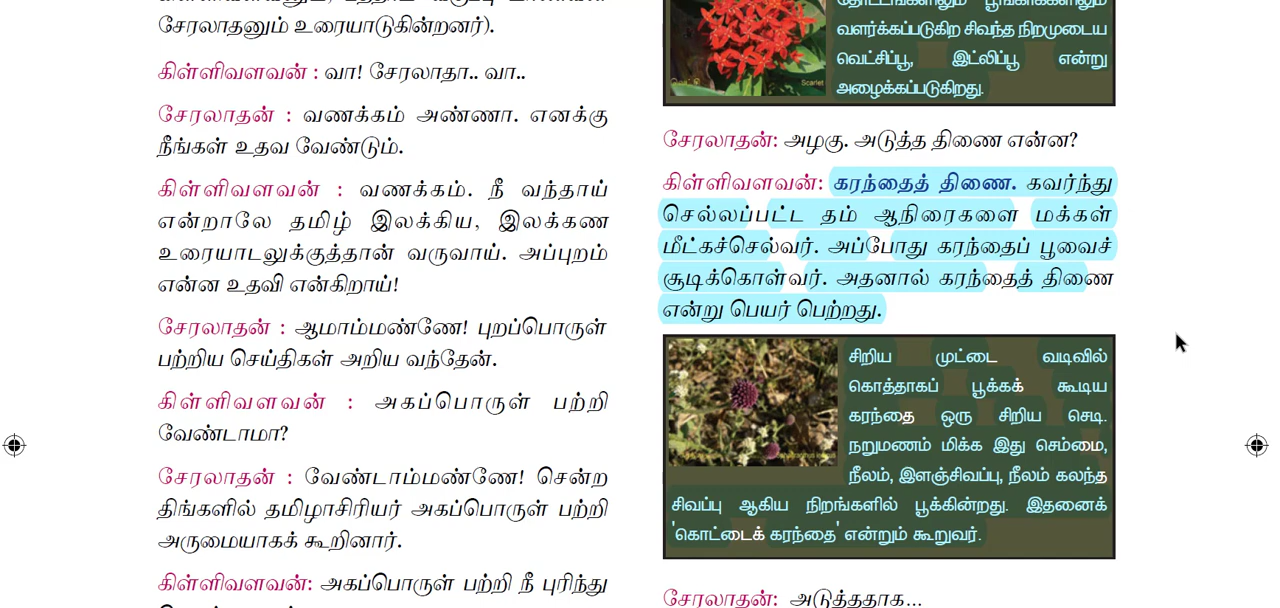 சேரலாதனும் உரையாடுகின்றனர்).
கிள்ளிவளவன் : வா! சேரலாதா.. வா..
சேரலாதன் : வணக்கம் அண்ணா. எனக்கு
நீங்கள் உதவ வேண்டும்.
கிள்ளிவளவன் : வணக்கம். நீ வந்தாய்
என்றாலே தமிழ் இலக்கிய, இலக்கண
உரையாடலுக்குத்தான் வருவாய். அப்புறம்
என்ன உதவி என்கிறாய்!
சேரலாதன் : ஆமாம்மண்ணே! புறப்பொருள்
பற்றிய செய்திகள் அறிய வந்தேன்.
கிள்ளிவளவன் : அகப்பொருள் பற்றி
வேண்டாமா?
சேரலாதன் : வேண்டாம்மண்ணே! சென்ற
திங்களில் தமிழாசிரியர் அகப்பொருள் பற்றி
அருமையாகக் கூறினார்.
கிள்ளிவளவன்: அகப்பொருள் பற்றி நீ புரிந்து
தோட்டங்களிலும் பூங்காக்களிலும்
வளர்க்கப்படுகிற சிவந்த நிறமுடைய
வெட்சிப்பூ, இட்லிப்பூ என்று
அழைக்கப்படுகிறது.
Scarlet
சேரலாதன்: அழகு. அடுத்த திணை என்ன?
கிள்ளிவளவன்: கரந்தைத் திணை. கவர்ந்து
செல்லப்பட்ட தம் ஆநிரைகளை மக்கள்
மீட்கச்செல்வர். அப்போது கரந்தைப் பூவைச்
சூடிக்கொள்வர். அதனால் கரந்தைத் திணை
என்று பெயர் பெற்றது.
சிறிய முட்டை வடிவில்
கொத்தாகப் பூக்கக் கூடிய
கரந்தை ஒரு சிறிய செடி.
நறுமணம் மிக்க இது செம்மை,
நீலம், இளஞ்சிவப்பு, நீலம் கலந்த
சிவப்பு ஆகிய நிறங்களில் பூக்கின்றது. இதனைக்
'கொட்டைக் கரந்தை' என்றும் கூறுவர்.
சேரலாதன்: அடுத்ததாக...